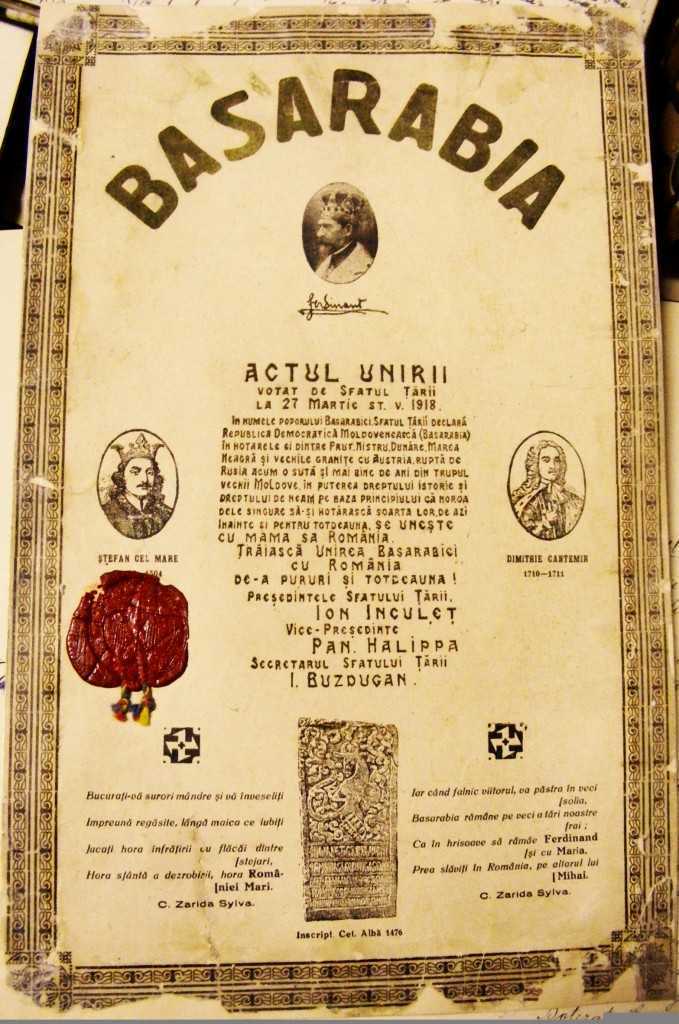 BASARABIA
Ferdinand
ACTUL UNIRII
VOTAT DE SFATUL ȚĂRII
LA 27 MARTIE ST. V. 1918.
ÎN NUMELE POPORULUI BASARABIEI, SFATUL ȚĂRII DECLARĂ
REPUBLICA DEMOCRATICĂ MOLDOVENEACĂ (BASARABIA)
ÎN HOTARELE EI DINTRE PRUT, NISTRU, DUNĂRE, MAREA
NEAGRĂ ȘI VECHILE GRANIȚE CU AUSTRIA, RUPTĂ DE
RUSIA ACUM O SUTĂ ȘI MAI BINE DE ANI DIN TRUPUL
VECHII MOLDOVE, ÎN PUTEREA DREPTULUI ISTORIC ȘI
DREPTULUI DE NEAM, PE BAZA PRINCIPIULUI CĂ NOROA
DELE SINGURE SĂ-ȘI HOTĂRASCĂ SOARTA LOR, DE AZI
ÎNAINTE ȘI PENTRU TOTDEAUNA, SE UNEȘTE
CU MAMA SA ROMÂNIA.
TRĂIASCĂ UNIREA BASARABIEI
CU ROMÂNIA
DE-A PURURI ȘI TOTDEAUNA!
PREȘEDINTELE SFATULUI ȚĂRII,
ION INCULEȚ
VICE-PREȘEDINTE
PAN. HALIPPA
SECRETARUL SFATULUI ȚĂRII
I. BUZDUGAN.
ȘTEFAN CEL MARE
1504
DIMITRIE CANTEMIR
1710—1711
Bucurați-vă surori mândre și vă înveseliți
Impreună regăsite, lângă maica ce iubiți
Jucați hora înfrățirii cu flăcăi dintre
[stejari,
Hora sfântă a dezrobirii, hora Româ-
[niei Mari.
C. Zarida Sylva.
Iar când falnic viitorul, va păstra în veci
[solia,
Basarabia rămâne pe veci a țări noastre
frai;
Ca în hrisoave să rămâe Ferdinand
[și cu Maria,
Prea slăviți în România, pe altarul lui
[Mihai.
C. Zarida Sylva.
Inscript. Cet. Albă 1476